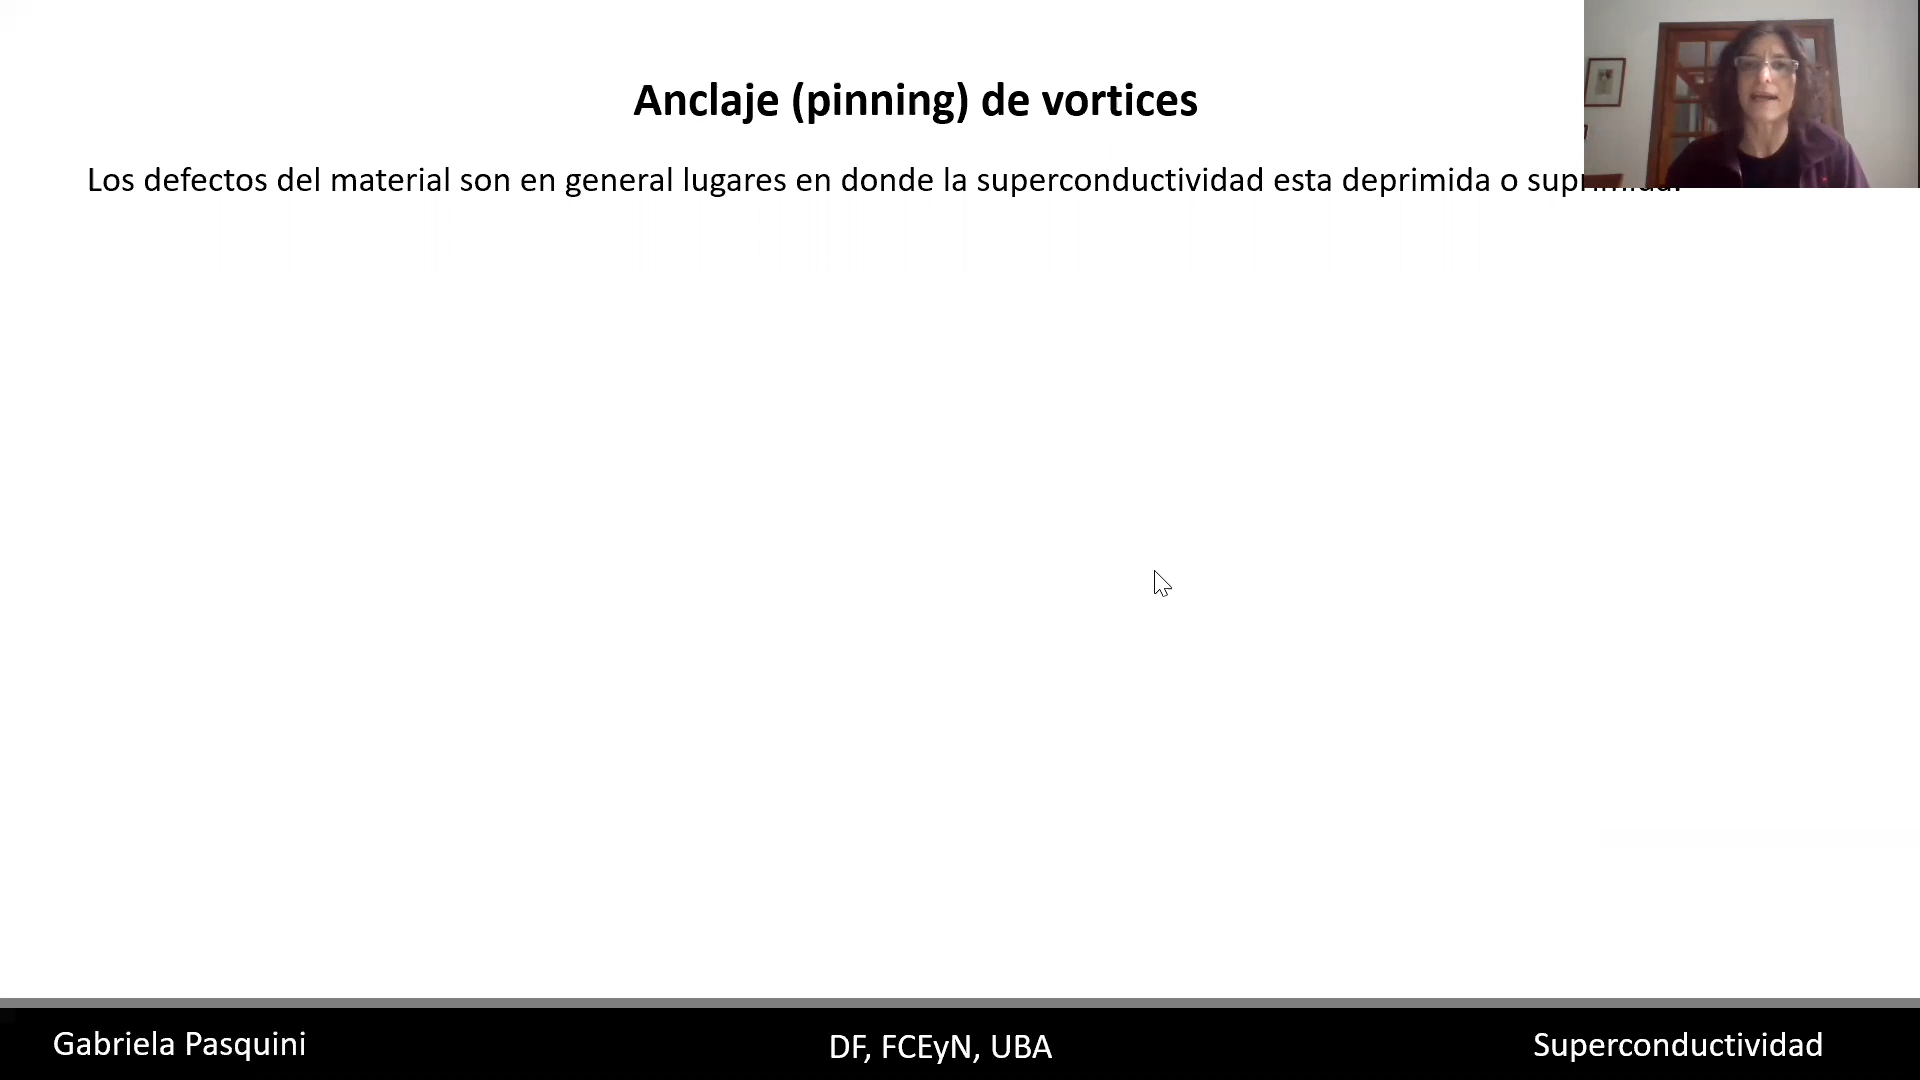 Anclaje (pinning) de vortices
Los defectos del material son en general lugares en donde la superconductividad esta deprimida o
Gabriela Pasquini
DF, FCEyN, UBA
Superconductividad